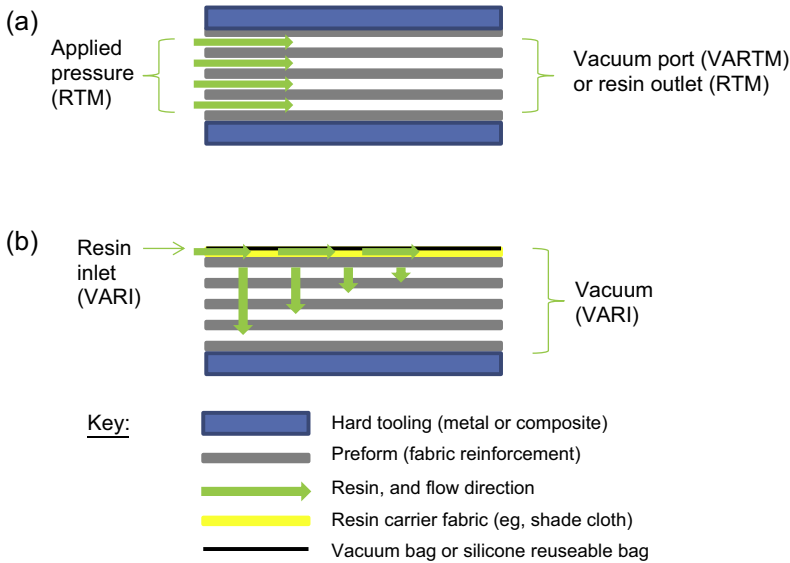 (a)
Applied
pressure
(RTM)
Vacuum port (VARTM)
or resin outlet (RTM)
(b)
Resin
inlet
(VARI)
Vacuum
(VARI)
Key:
Hard tooling (metal or composite)
Preform (fabric reinforcement)
Resin, and flow direction
Resin carrier fabric (eg, shade cloth)
Vacuum bag or silicone reuseable bag